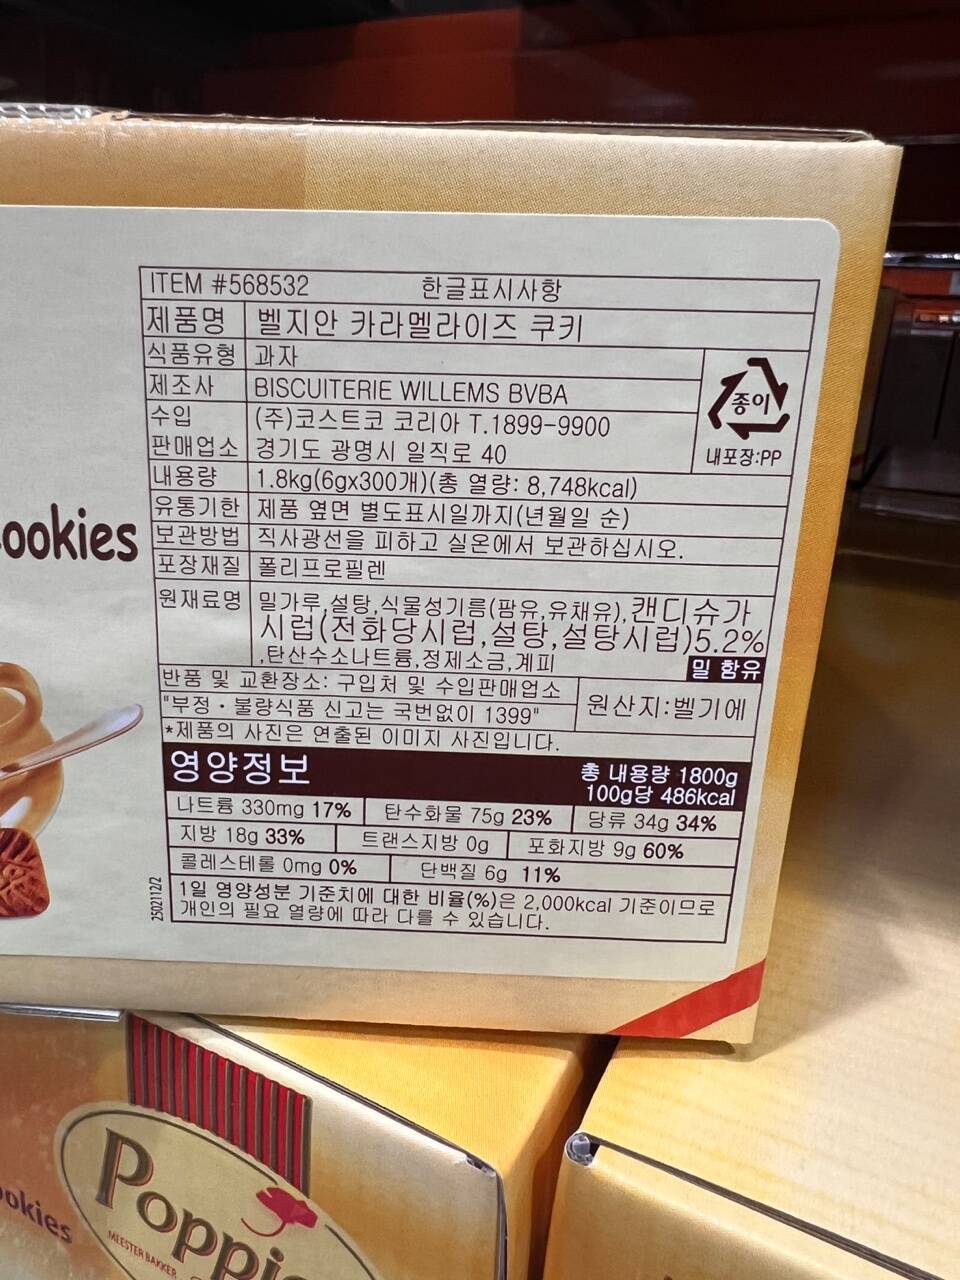 ITEM #568532 한글표시사항
제품명 벨지안 카라멜라이즈 쿠키
식품유형 과자
제조사 BISCUITERIE WILLEMS BVBA
수입 (주)코스트코 코리아 T.1899-9900
판매업소 경기도 광명시 일직로 40
종이
내포장:PP
내용량 1.8kg(6gx300개)(총 열량: 8,748kcal)
유통기한 제품 옆면 별도표시일까지(년월일 순)
보관방법 직사광선을 피하고 실온에서 보관하십시오.
포장재질 폴리프로필렌
원재료명 밀가루,설탕,식물성기름(팜유,유채유),캔디슈가
시럽(전화당시럽,설탕,설탕시럽)5.2%
,탄산수소나트륨,정제소금,계피
밀 함유
반품 및 교환장소: 구입처 및 수입판매업소
"부정·불량식품 신고는 국번없이 1399"
원산지:벨기에
*제품의 사진은 연출된 이미지 사진입니다.
영양정보
총 내용량 1800g
100g당 486kcal
나트륨 330mg 17% 탄수화물 75g 23% 당류 34g 34%
지방 18g 33% 트랜스지방 0g 포화지방 9g 60%
콜레스테롤 0mg 0% 단백질 6g 11%
1일 영양성분 기준치에 대한 비율(%)은 2,000kcal 기준이므로
개인의 필요 열량에 따라 다를 수 있습니다.
2502112/2
ookies
ookies
Poppi
MEESTER BAKKER